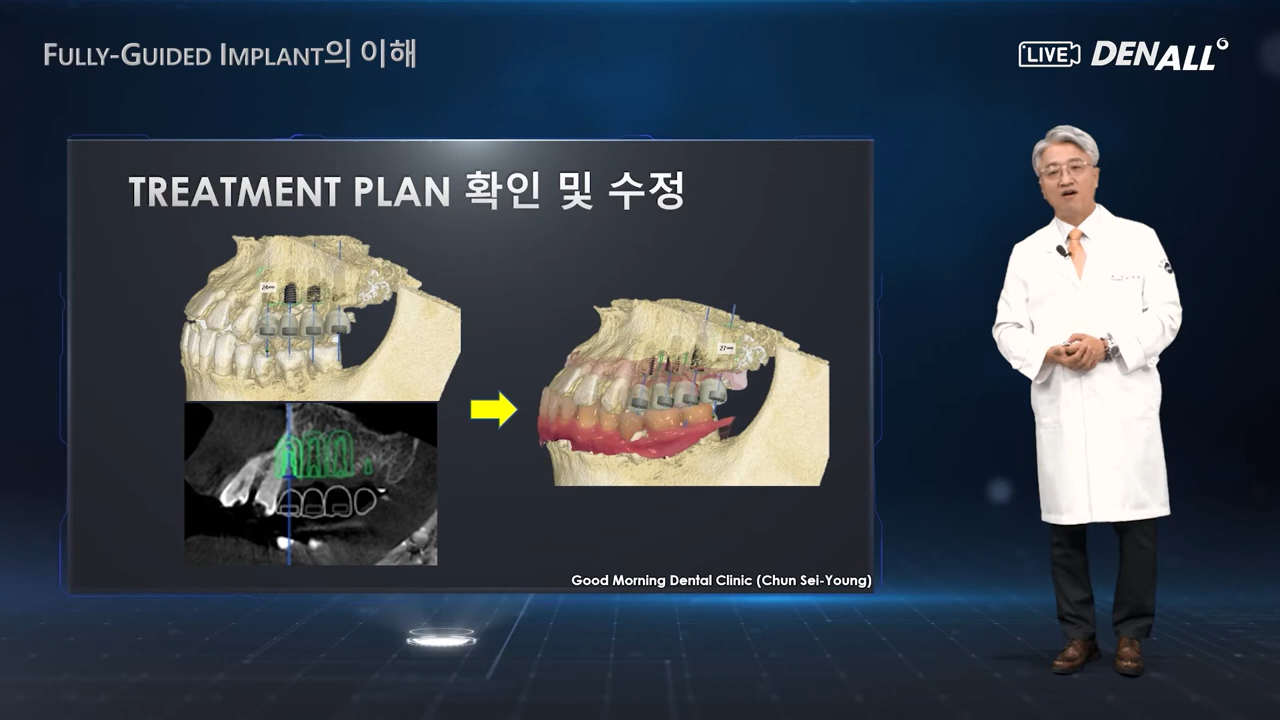 FULLY-GUIDED IMPLANT의 이해
LIVE DENALL
TREATMENT PLAN 확인 및 수정
Good Morning Dental Clinic (Chun Sei-Young)